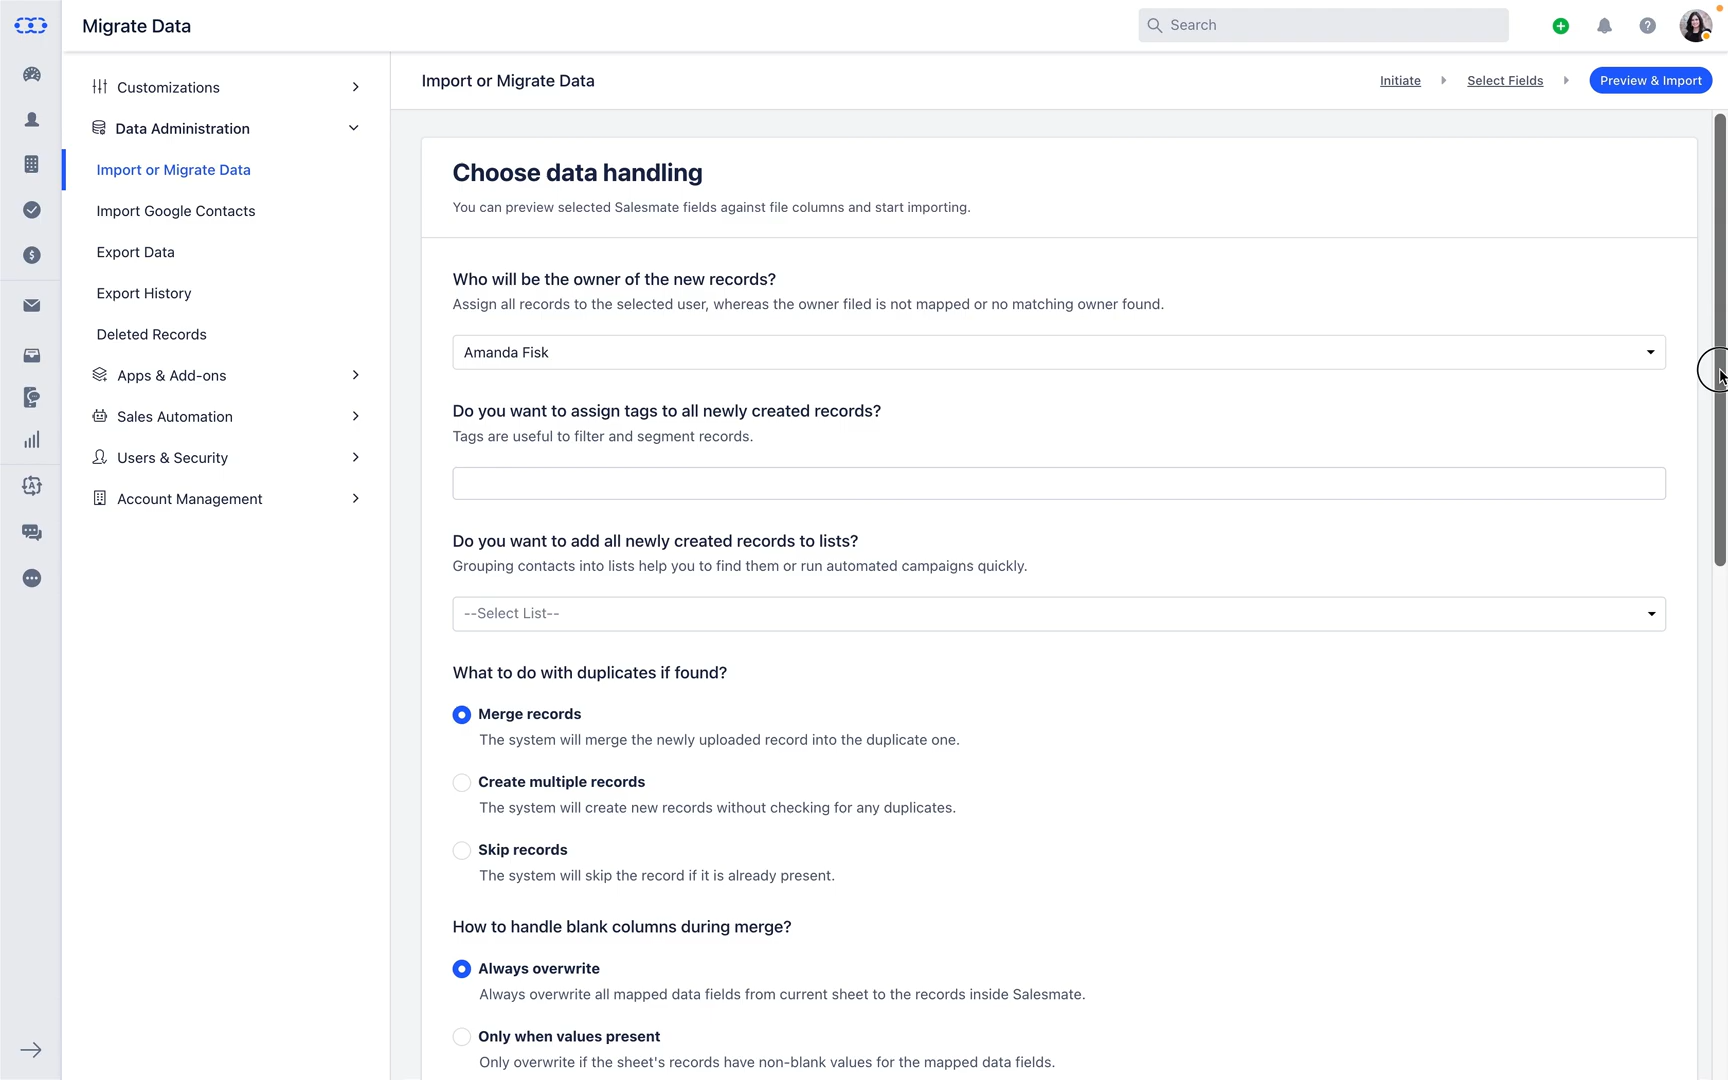 Migrate Data
Search
Customizations
Data Administration
Import or Migrate Data
Import Google Contacts
Export Data
Export History
Deleted Records
Apps & Add-ons
Sales Automation
Users & Security
Account Management
Import or Migrate Data
Initiate
Select Fields
Preview & Import
Choose data handling
You can preview selected Salesmate fields against file columns and start importing.
Who will be the owner of the new records?
Assign all records to the selected user, whereas the owner filed is not mapped or no matching owner found.
Amanda Fisk
Do you want to assign tags to all newly created records?
Tags are useful to filter and segment records.
Do you want to add all newly created records to lists?
Grouping contacts into lists help you to find them or run automated campaigns quickly.
--Select List--
What to do with duplicates if found?
Merge records
The system will merge the newly uploaded record into the duplicate one.
Create multiple records
The system will create new records without checking for any duplicates.
Skip records
The system will skip the record if it is already present.
How to handle blank columns during merge?
Always overwrite
Always overwrite all mapped data fields from current sheet to the records inside Salesmate.
Only when values present
Only overwrite if the sheet's records have non-blank values for the mapped data fields.